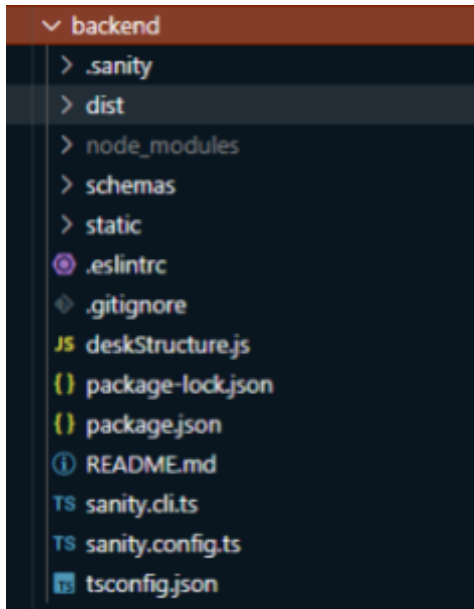 backend
.sanity
dist
node_modules
schemas
static
.eslintrc
.gitignore
JS deskStructure.js
{} package-lock.json
{} package.json
README.md
TS sanity.cli.ts
TS sanity.config.ts
TS tsconfig.json